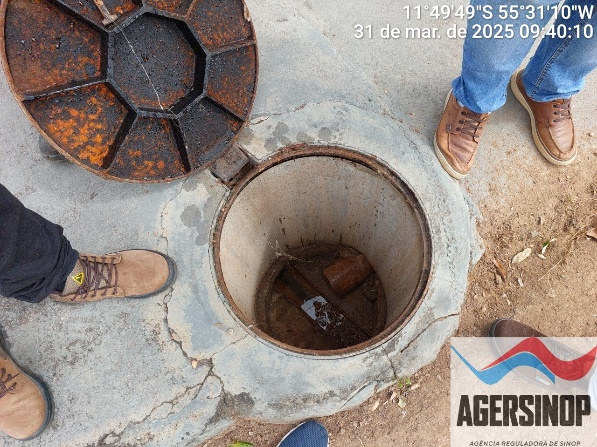 11°49'49"S 55°31'10"W
31 de mar. de 2025 09:40:10
AGERSINOP
AGÊNCIA REGULADORA DE SINOP